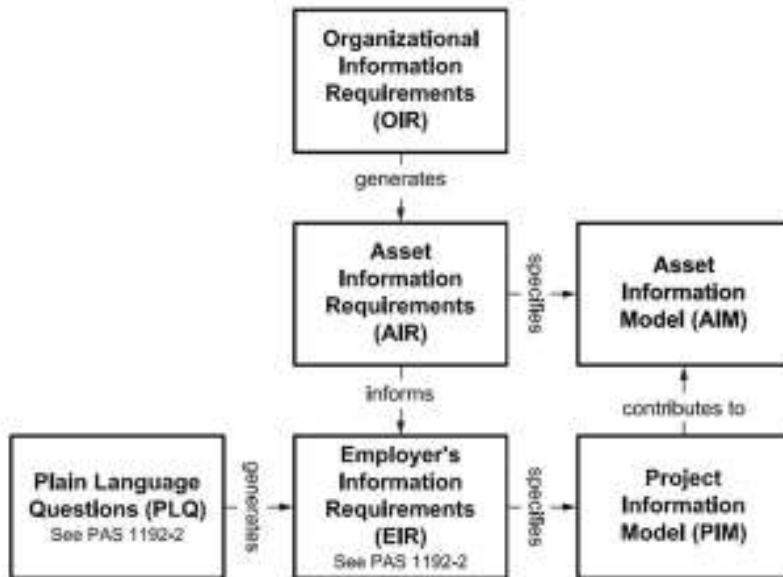 Organizational
Information
Requirements
(OIR)
generates
Asset
Information
Requirements
(AIR)
specifies
Asset
Information
Model (AIM)
informs
contributes to
Plain Language
Questions (PLQ)
See PAS 1192-2
generates
Employer's
Information
Requirements
(EIR)
See PAS 1192-2
specifies
Project
Information
Model (PIM)